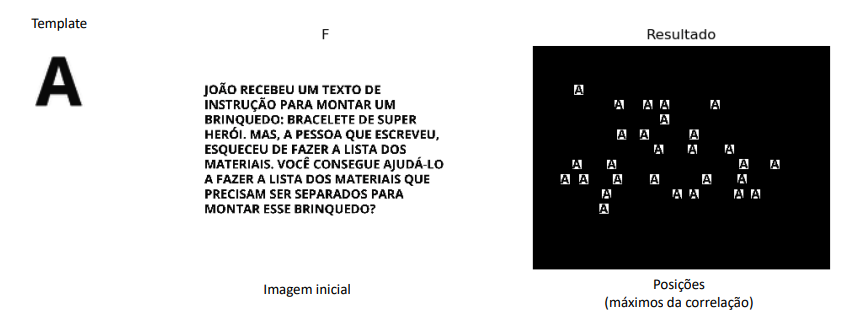 Template
A
F
JOÃO RECEBEU UM TEXTO DE
INSTRUÇÃO PARA MONTAR UM
BRINQUEDO: BRACELETE DE SUPER
HERÓI. MAS, A PESSOA QUE ESCREVEU,
ESQUECEU DE FAZER A LISTA DOS
MATERIAIS. VOCÊ CONSEGUE AJUDÁ-LO
A FAZER A LISTA DOS MATERIAIS QUE
PRECISAM SER SEPARADOS PARA
MONTAR ESSE BRINQUEDO?
Imagem inicial
Resultado
A
A A A A
A
A A A
A A A
A A A A
A A A A A A
A A A A A
A
Posições
(máximos da correlação)